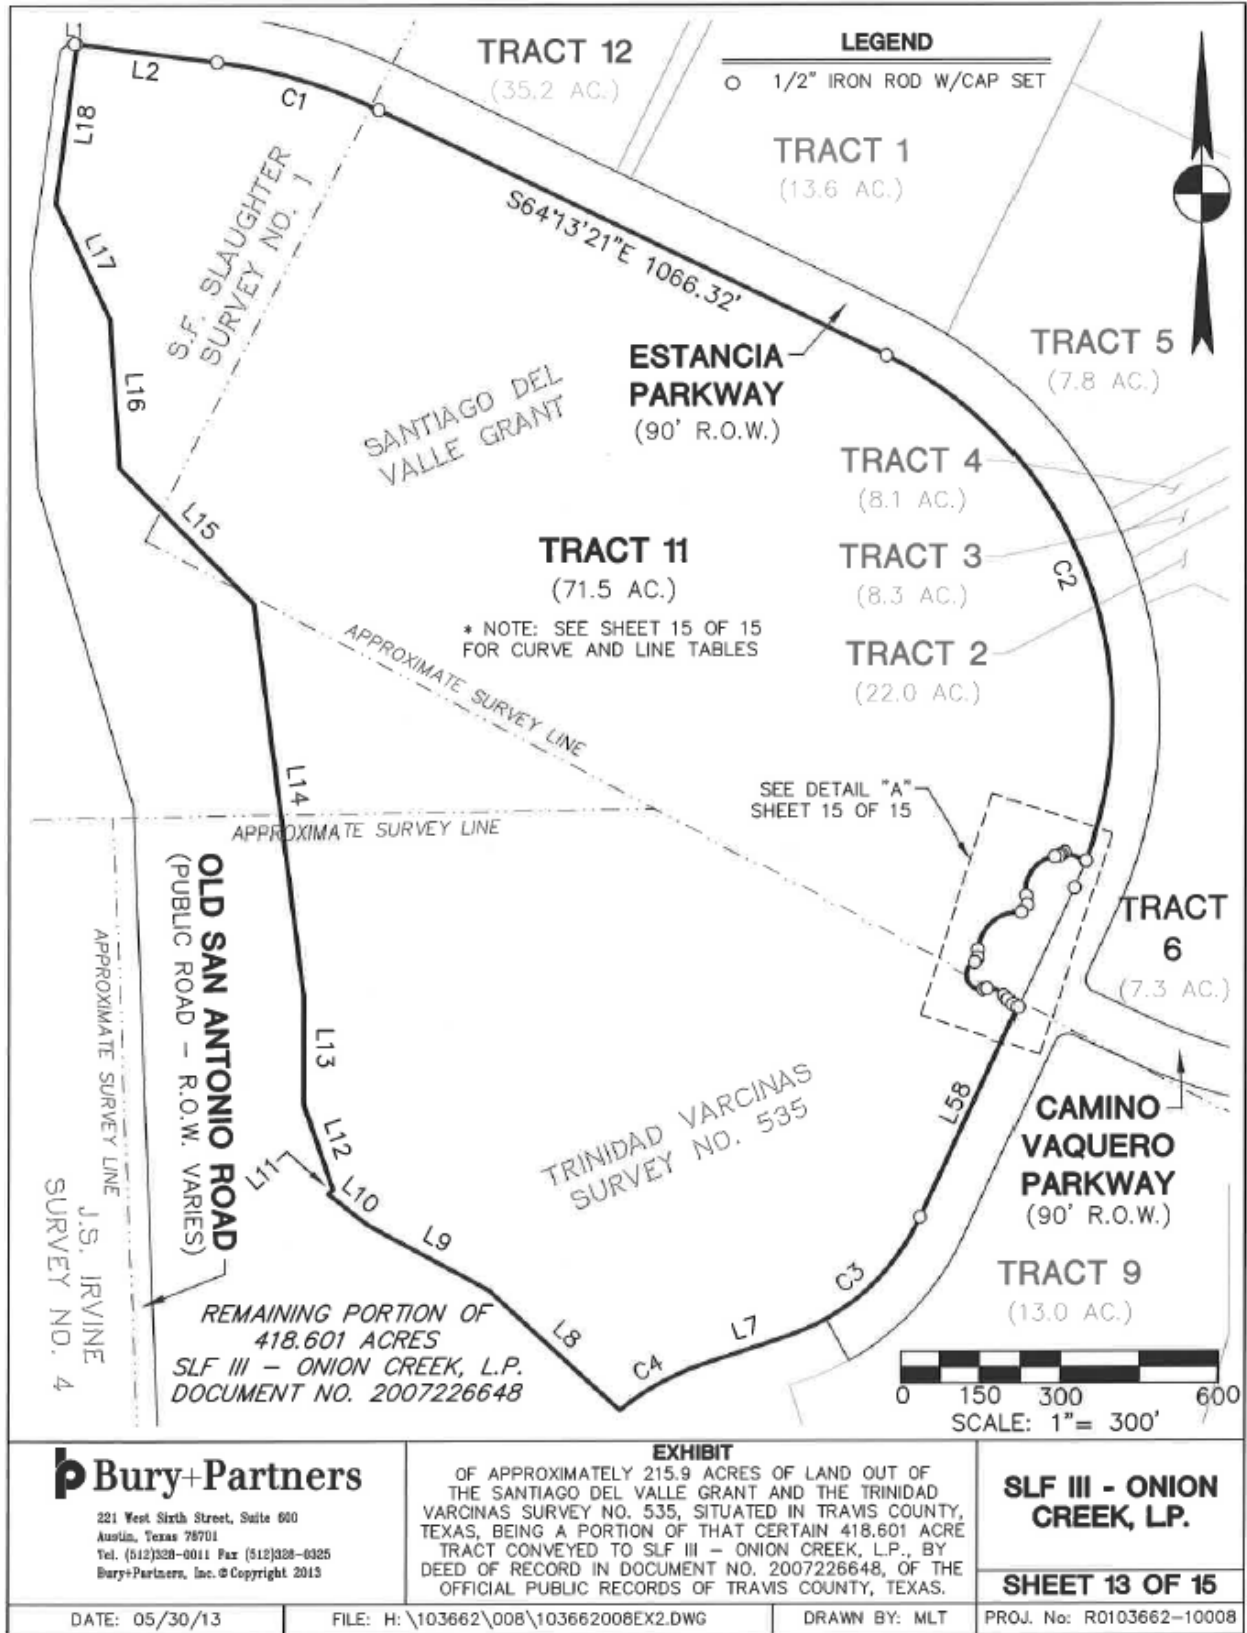 L1
L2
C1
L18
L17
L16
L15
L14
L13
L12
L11
L10
L9
L8
C4
L7
C3
L58
C2
TRACT 12
(35.2 AC.)
LEGEND
1/2" IRON ROD W/CAP SET
TRACT 1
(13.6 AC.)
S.F. SLAUGHTER
SURVEY NO. 1
S64°13'21"E 1066.32'
SANTIAGO DEL
VALLE GRANT
ESTANCIA
PARKWAY
(90' R.O.W.)
TRACT 5
(7.8 AC.)
TRACT 4
(8.1 AC.)
TRACT 3
(8.3 AC.)
TRACT 2
(22.0 AC.)
TRACT 11
(71.5 AC.)
* NOTE: SEE SHEET 15 OF 15
FOR CURVE AND LINE TABLES
APPROXIMATE SURVEY LINE
SEE DETAIL "A"
SHEET 15 OF 15
APPROXIMATE SURVEY LINE
OLD SAN ANTONIO ROAD
(PUBLIC ROAD - R.O.W. VARIES)
APPROXIMATE SURVEY LINE
J.S. IRVINE
SURVEY NO. 4
TRACT
6
(7.3 AC.)
TRINIDAD VARCINAS
SURVEY NO. 535
CAMINO
VAQUERO
PARKWAY
(90' R.O.W.)
TRACT 9
(13.0 AC.)
REMAINING PORTION OF
418.601 ACRES
SLF III - ONION CREEK, L.P.
DOCUMENT NO. 2007226648
0 150 300 600
SCALE: 1"= 300'
Bury+Partners
221 West Sixth Street, Suite 600
Austin, Texas 78701
Tel. (512)328-0011 Fax (512)328-0325
Bury+Partners, Inc. © Copyright 2013
EXHIBIT
OF APPROXIMATELY 215.9 ACRES OF LAND OUT OF
THE SANTIAGO DEL VALLE GRANT AND THE TRINIDAD
VARCINAS SURVEY NO. 535, SITUATED IN TRAVIS COUNTY,
TEXAS, BEING A PORTION OF THAT CERTAIN 418.601 ACRE
TRACT CONVEYED TO SLF III - ONION CREEK, L.P., BY
DEED OF RECORD IN DOCUMENT NO. 2007226648, OF THE
OFFICIAL PUBLIC RECORDS OF TRAVIS COUNTY, TEXAS.
SLF III - ONION
CREEK, L.P.
SHEET 13 OF 15
DATE: 05/30/13
FILE: H:\103662\008\103662008EX2.DWG
DRAWN BY: MLT
PROJ. No: R0103662-10008